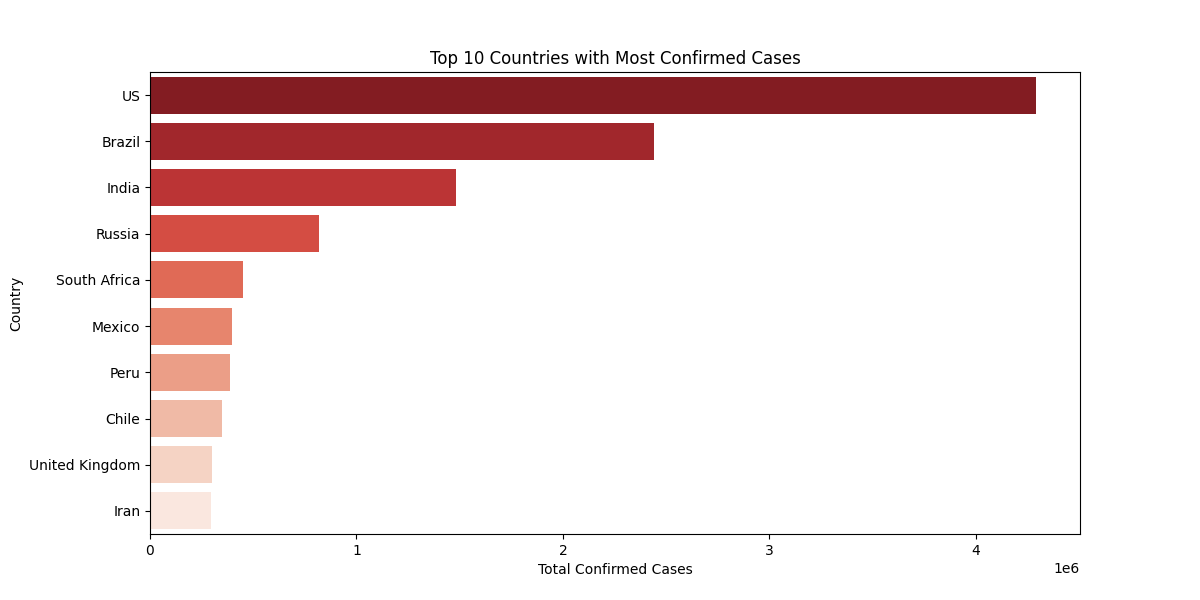 Top 10 Countries with Most Confirmed Cases
US
Brazil
India
Russia
South Africa
Mexico
Peru
Chile
United Kingdom
Iran
Country
0 1 2 3 4
1e6
Total Confirmed Cases